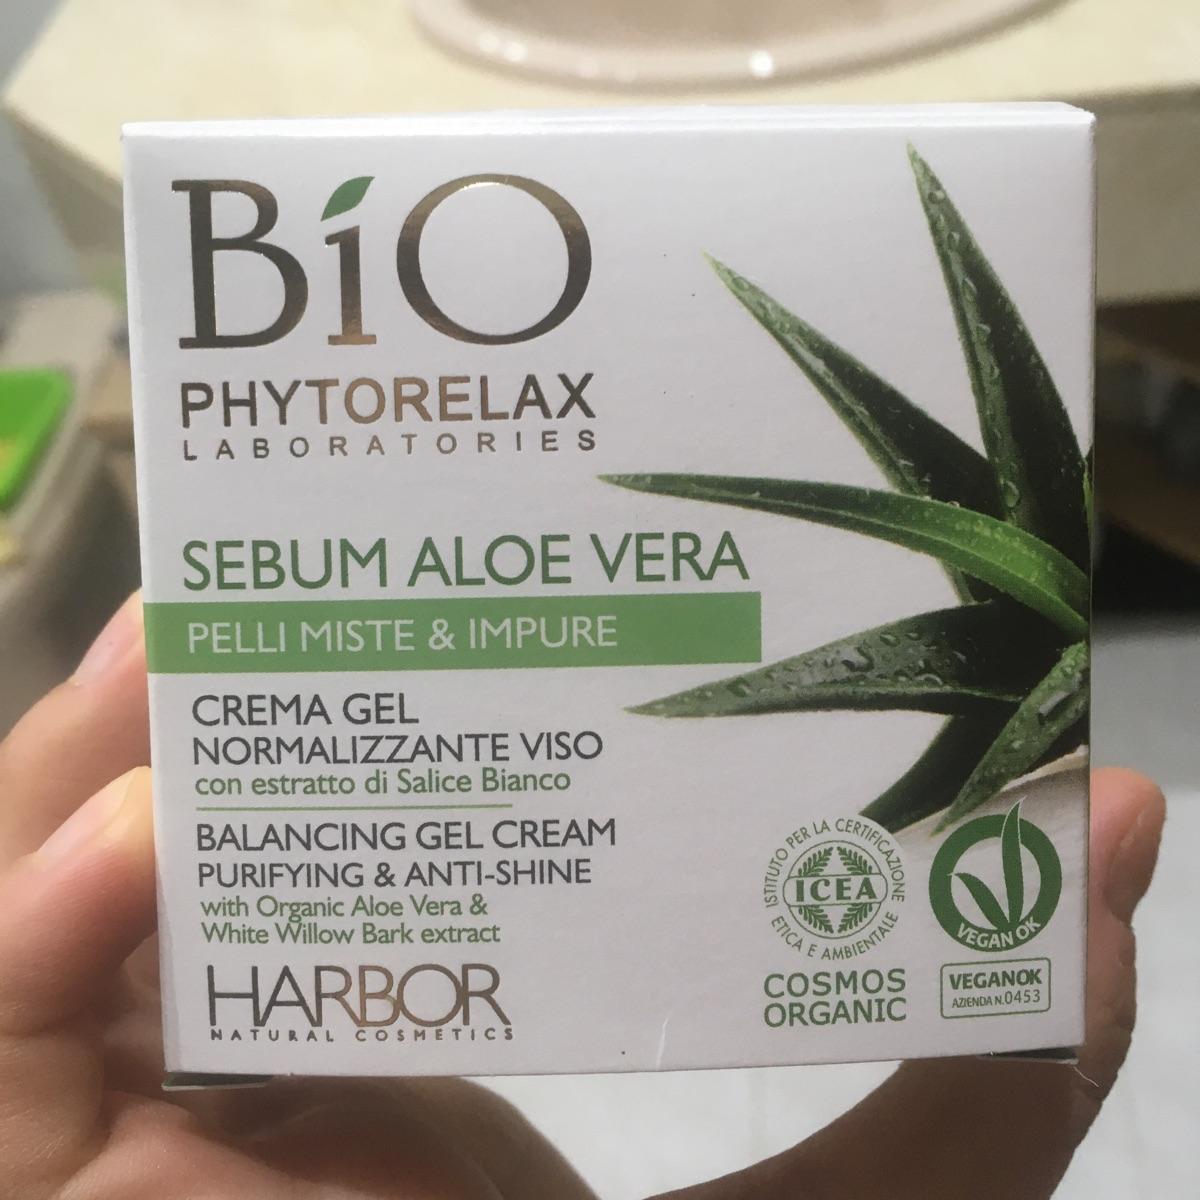 BiO
PHYTORELAX
LABORATORIES
SEBUM ALOE VERA
PELLI MISTE & IMPURE
CREMA GEL
NORMALIZZANTE VISO
con estratto di Salice Bianco
BALANCING GEL CREAM
PURIFYING & ANTI-SHINE
with Organic Aloe Vera &
White Willow Bark extract
HARBOR
NATURAL COSMETICS
ISTITUTO PER LA CERTIFICAZIONE
ICEA
ETICA E AMBIENTALE
COSMOS
ORGANIC
VEGAN OK
VEGANOK
AZIENDA N.0453